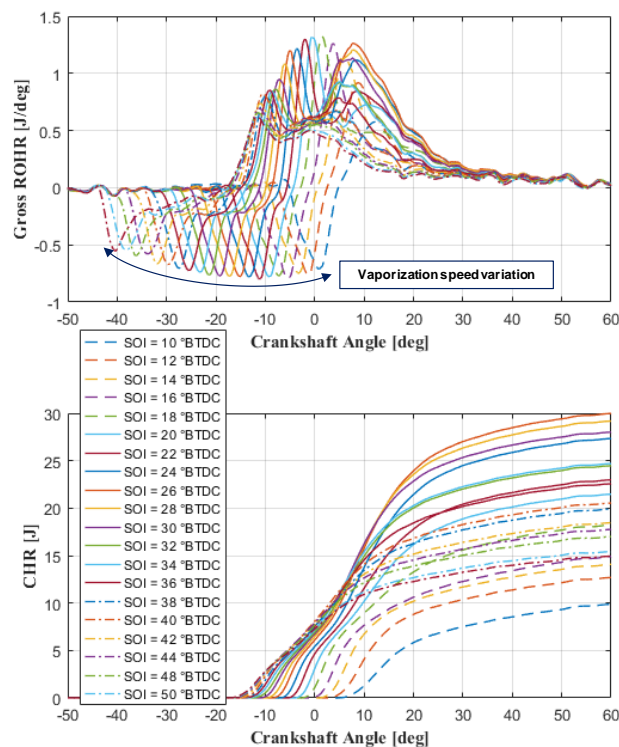 1.5
1
0.5
0
-0.5
-1
Gross ROHR [J/deg]
Vaporization speed variation
-50 -40 -30 -20 -10 0 10 20 30 40 50 60
Crankshaft Angle [deg]
SOI = 10 °BTDC
SOI = 12 °BTDC
SOI = 14 °BTDC
SOI = 16 °BTDC
SOI = 18 °BTDC
SOI = 20 °BTDC
SOI = 22 °BTDC
SOI = 24 °BTDC
SOI = 26 °BTDC
SOI = 28 °BTDC
SOI = 30 °BTDC
SOI = 32 °BTDC
SOI = 34 °BTDC
SOI = 36 °BTDC
SOI = 38 °BTDC
SOI = 40 °BTDC
SOI = 42 °BTDC
SOI = 44 °BTDC
SOI = 48 °BTDC
SOI = 50 °BTDC
30
25
20
15
10
5
0
CHR [J]
-50 -40 -30 -20 -10 0 10 20 30 40 50 60
Crankshaft Angle [deg]